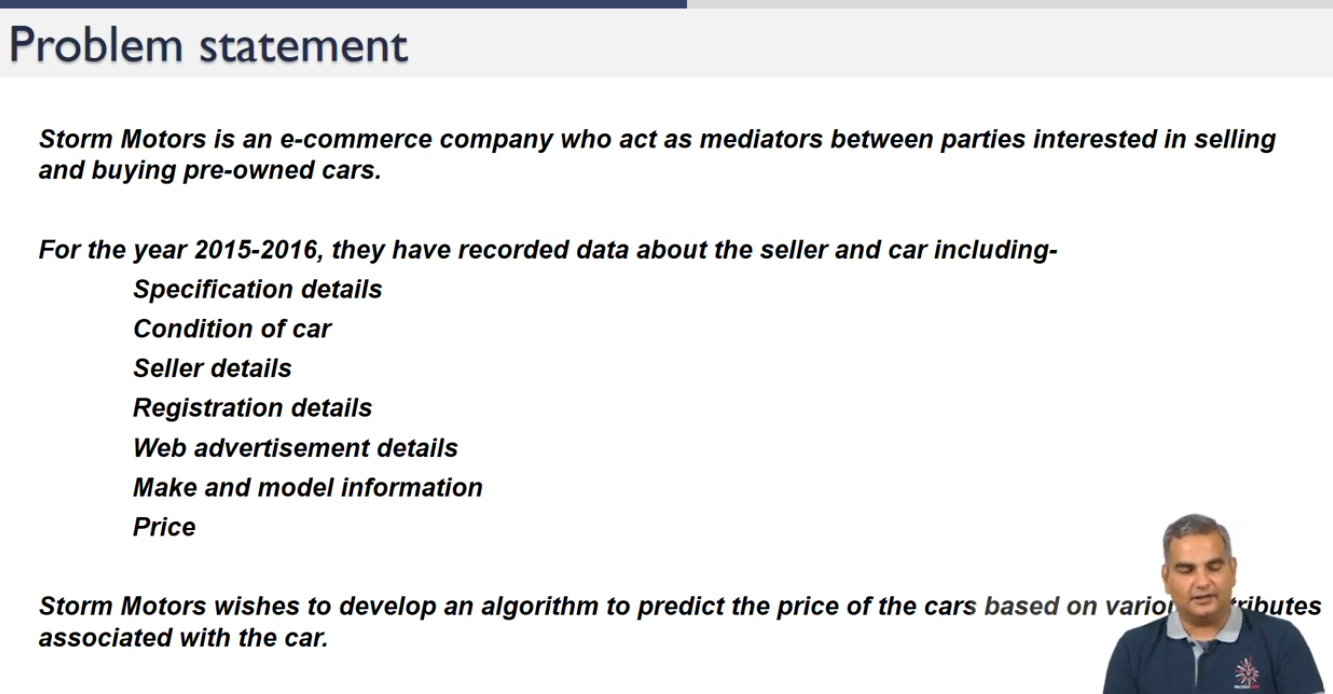 Problem statement
Storm Motors is an e-commerce company who act as mediators between parties interested in selling
and buying pre-owned cars.
For the year 2015-2016, they have recorded data about the seller and car including-
Specification details
Condition of car
Seller details
Registration details
Web advertisement details
Make and model information
Price
Storm Motors wishes to develop an algorithm to predict the price of the cars based on
associated with the car.